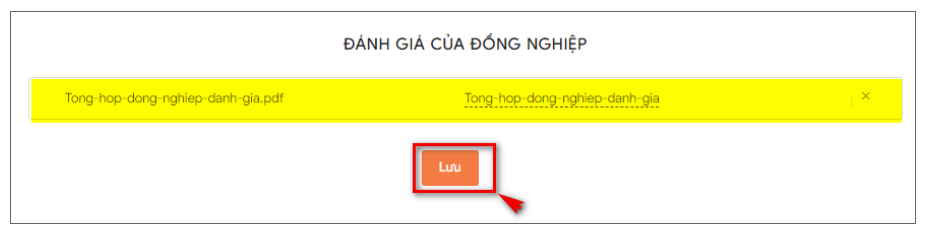 ĐÁNH GIÁ CỦA ĐỒNG NGHIỆP
Tong-hop-dong-nghiep-danh-gia.pdf Tong-hop-dong-nghiep-danh-gia ×
Lưu